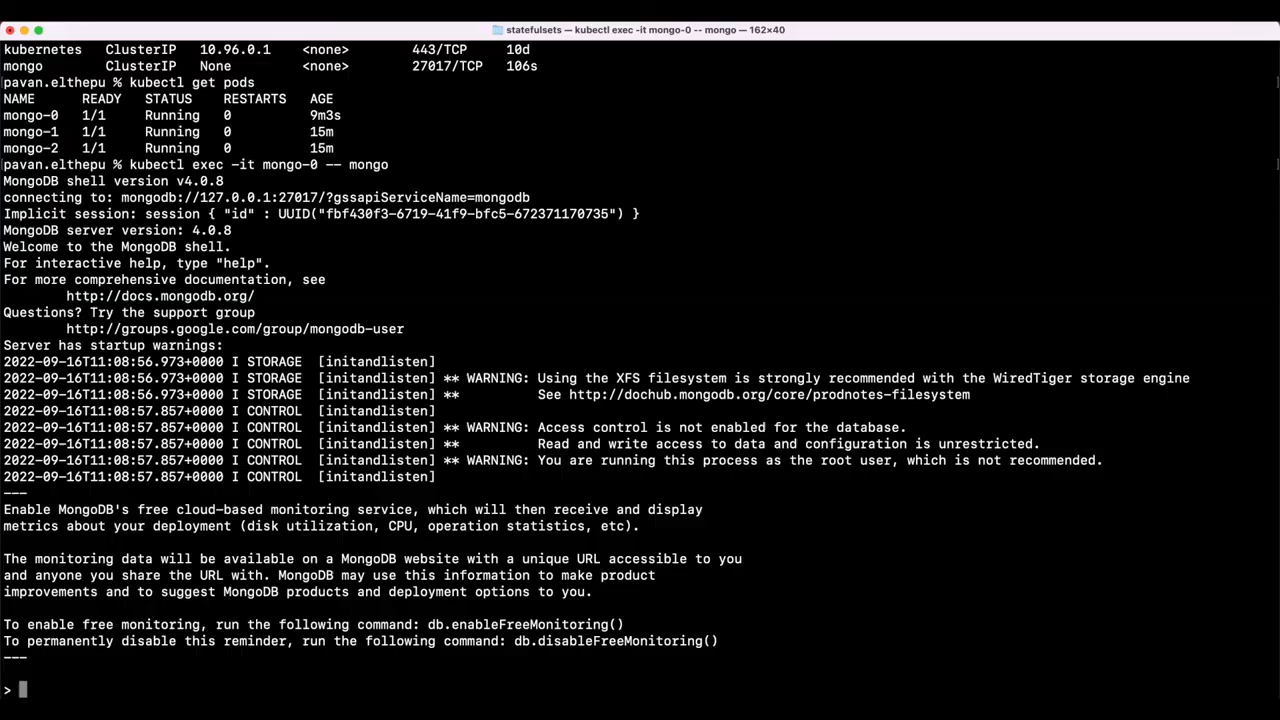 statefulsets — kubectl exec -it mongo-0 -- mongo — 162×40
kubernetes   ClusterIP   10.96.0.1    <none>        443/TCP     10d
mongo        ClusterIP   None         <none>        27017/TCP   106s
pavan.elthepu % kubectl get pods
NAME      READY   STATUS    RESTARTS   AGE
mongo-0   1/1     Running   0          9m3s
mongo-1   1/1     Running   0          15m
mongo-2   1/1     Running   0          15m
pavan.elthepu % kubectl exec -it mongo-0 -- mongo
MongoDB shell version v4.0.8
connecting to: mongodb://127.0.0.1:27017/?gssapiServiceName=mongodb
Implicit session: session { "id" : UUID("fbf430f3-6719-41f9-bfc5-672371170735") }
MongoDB server version: 4.0.8
Welcome to the MongoDB shell.
For interactive help, type "help".
For more comprehensive documentation, see
        http://docs.mongodb.org/
Questions? Try the support group
        http://groups.google.com/group/mongodb-user
Server has startup warnings:
2022-09-16T11:08:56.973+0000 I STORAGE  [initandlisten]
2022-09-16T11:08:56.973+0000 I STORAGE  [initandlisten] ** WARNING: Using the XFS filesystem is strongly recommended with the WiredTiger storage engine
2022-09-16T11:08:56.973+0000 I STORAGE  [initandlisten] **          See http://dochub.mongodb.org/core/prodnotes-filesystem
2022-09-16T11:08:57.857+0000 I CONTROL  [initandlisten]
2022-09-16T11:08:57.857+0000 I CONTROL  [initandlisten] ** WARNING: Access control is not enabled for the database.
2022-09-16T11:08:57.857+0000 I CONTROL  [initandlisten] **          Read and write access to data and configuration is unrestricted.
2022-09-16T11:08:57.857+0000 I CONTROL  [initandlisten] ** WARNING: You are running this process as the root user, which is not recommended.
2022-09-16T11:08:57.857+0000 I CONTROL  [initandlisten]
---
Enable MongoDB's free cloud-based monitoring service, which will then receive and display
metrics about your deployment (disk utilization, CPU, operation statistics, etc).
The monitoring data will be available on a MongoDB website with a unique URL accessible to you
and anyone you share the URL with. MongoDB may use this information to make product
improvements and to suggest MongoDB products and deployment options to you.
To enable free monitoring, run the following command: db.enableFreeMonitoring()
To permanently disable this reminder, run the following command: db.disableFreeMonitoring()
---
>